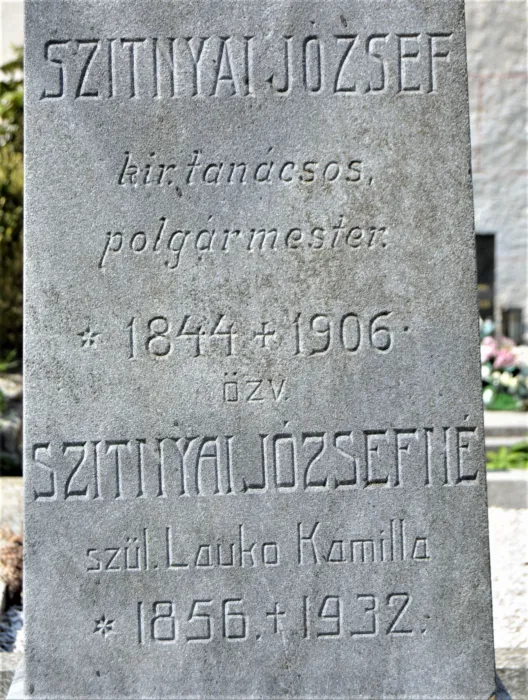 SZITNYAI JÓZSEF
kir. tanácsos,
polgármester.
* 1844 + 1906.
özv.
SZITNYAI JÓZSEFNÉ
szül. Lauko Kamilla
* 1856. + 1932.